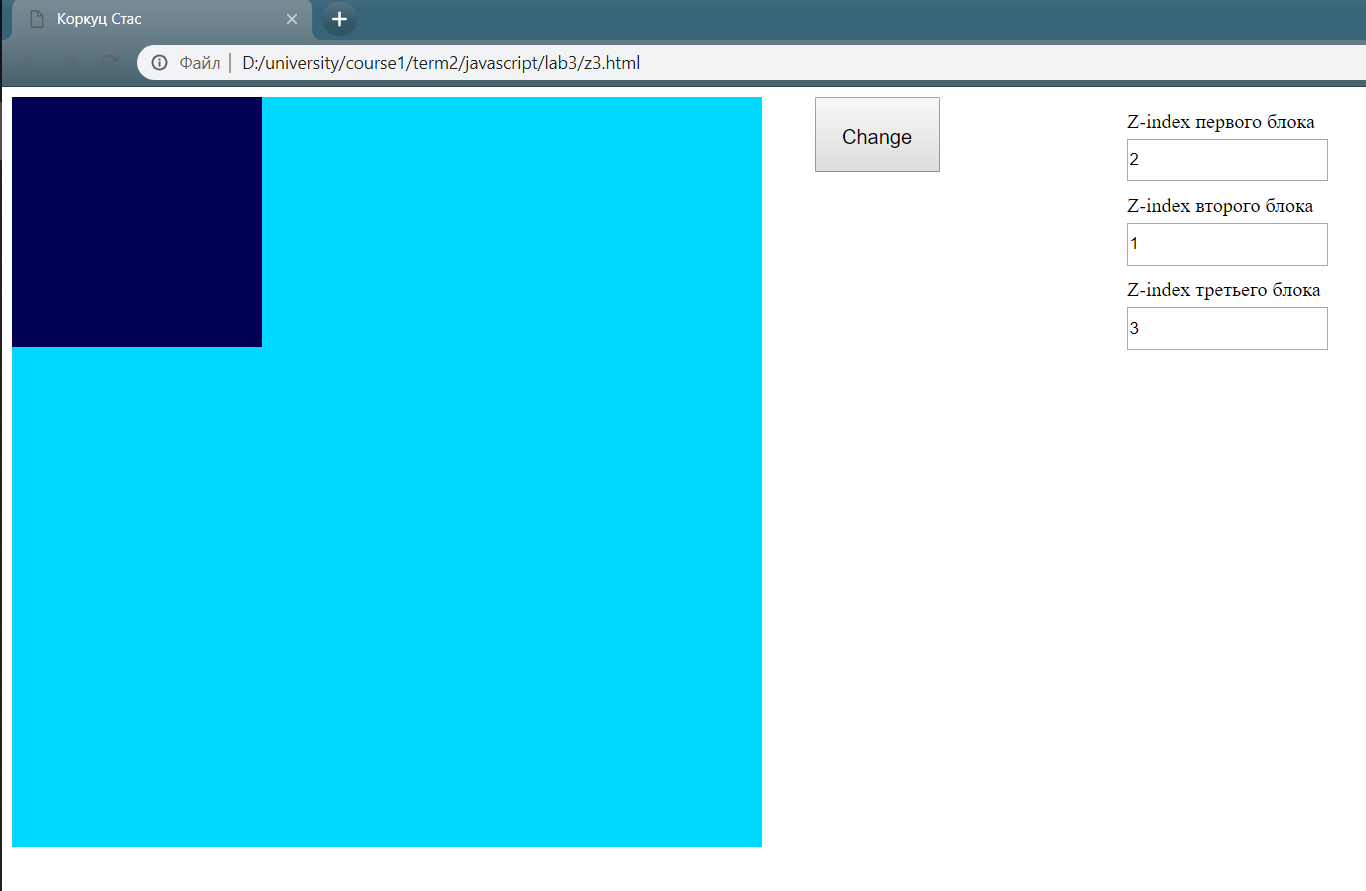 Коркуц Стас
Файл
D:/university/course1/term2/javascript/lab3/z3.html
Change
Z-index первого блока
2
Z-index второго блока
1
Z-index третьего блока
3